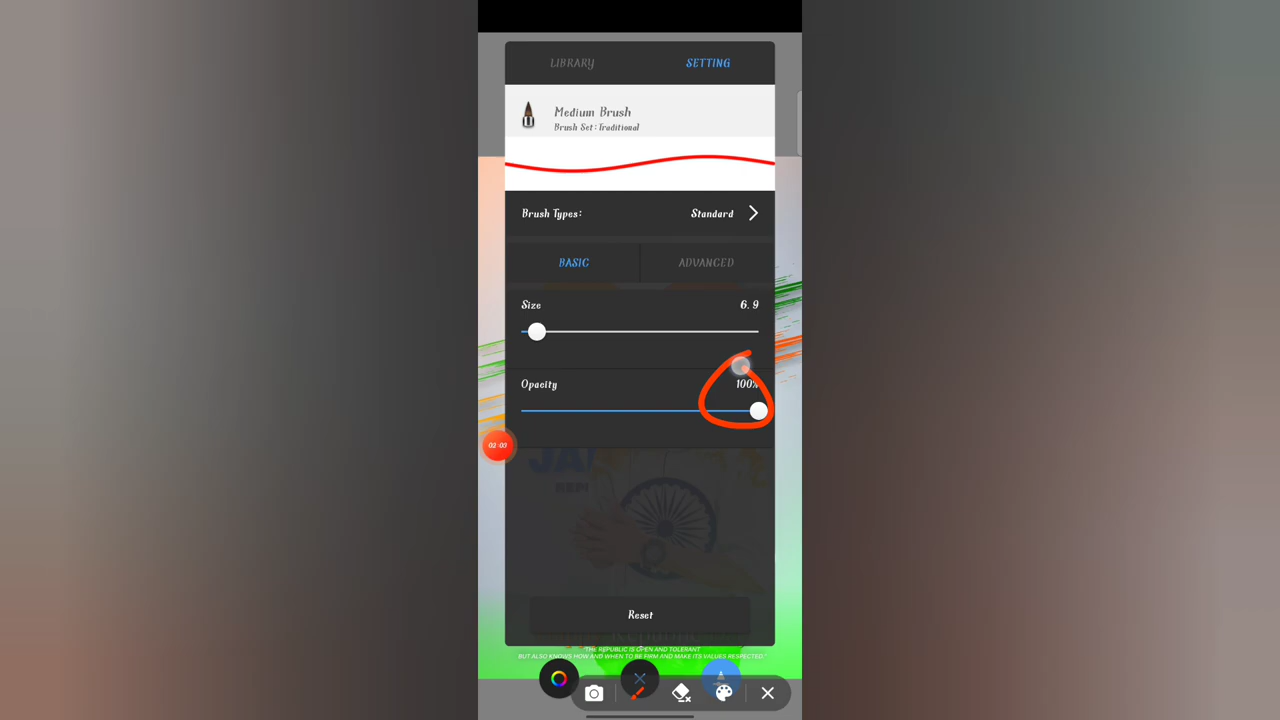 LIBRARY SETTING
Medium Brush
Brush Set: Traditional
Brush Types: Standard
BASIC ADVANCED
Size 6.9
Opacity 100%
02:00
Reset
"THE REPUBLIC IS OPEN AND TOLERANT
BUT ALSO KNOWS HOW AND WHEN TO BE FIRM AND MAKE ITS VALUES RESPECTED."